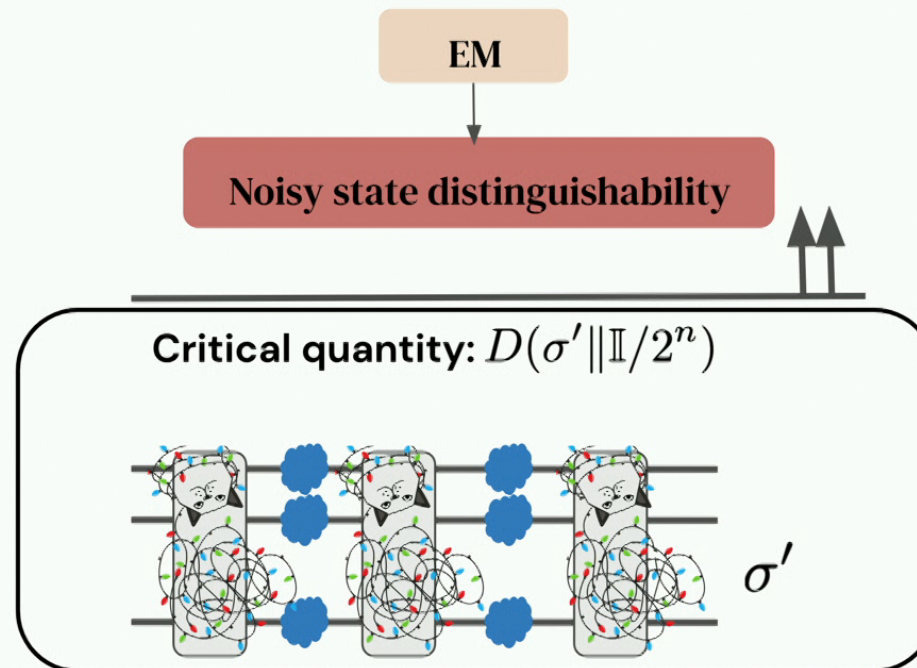 EM
Noisy state distinguishability
Critical quantity: D(σ′∥𝕀/2ⁿ)
σ′